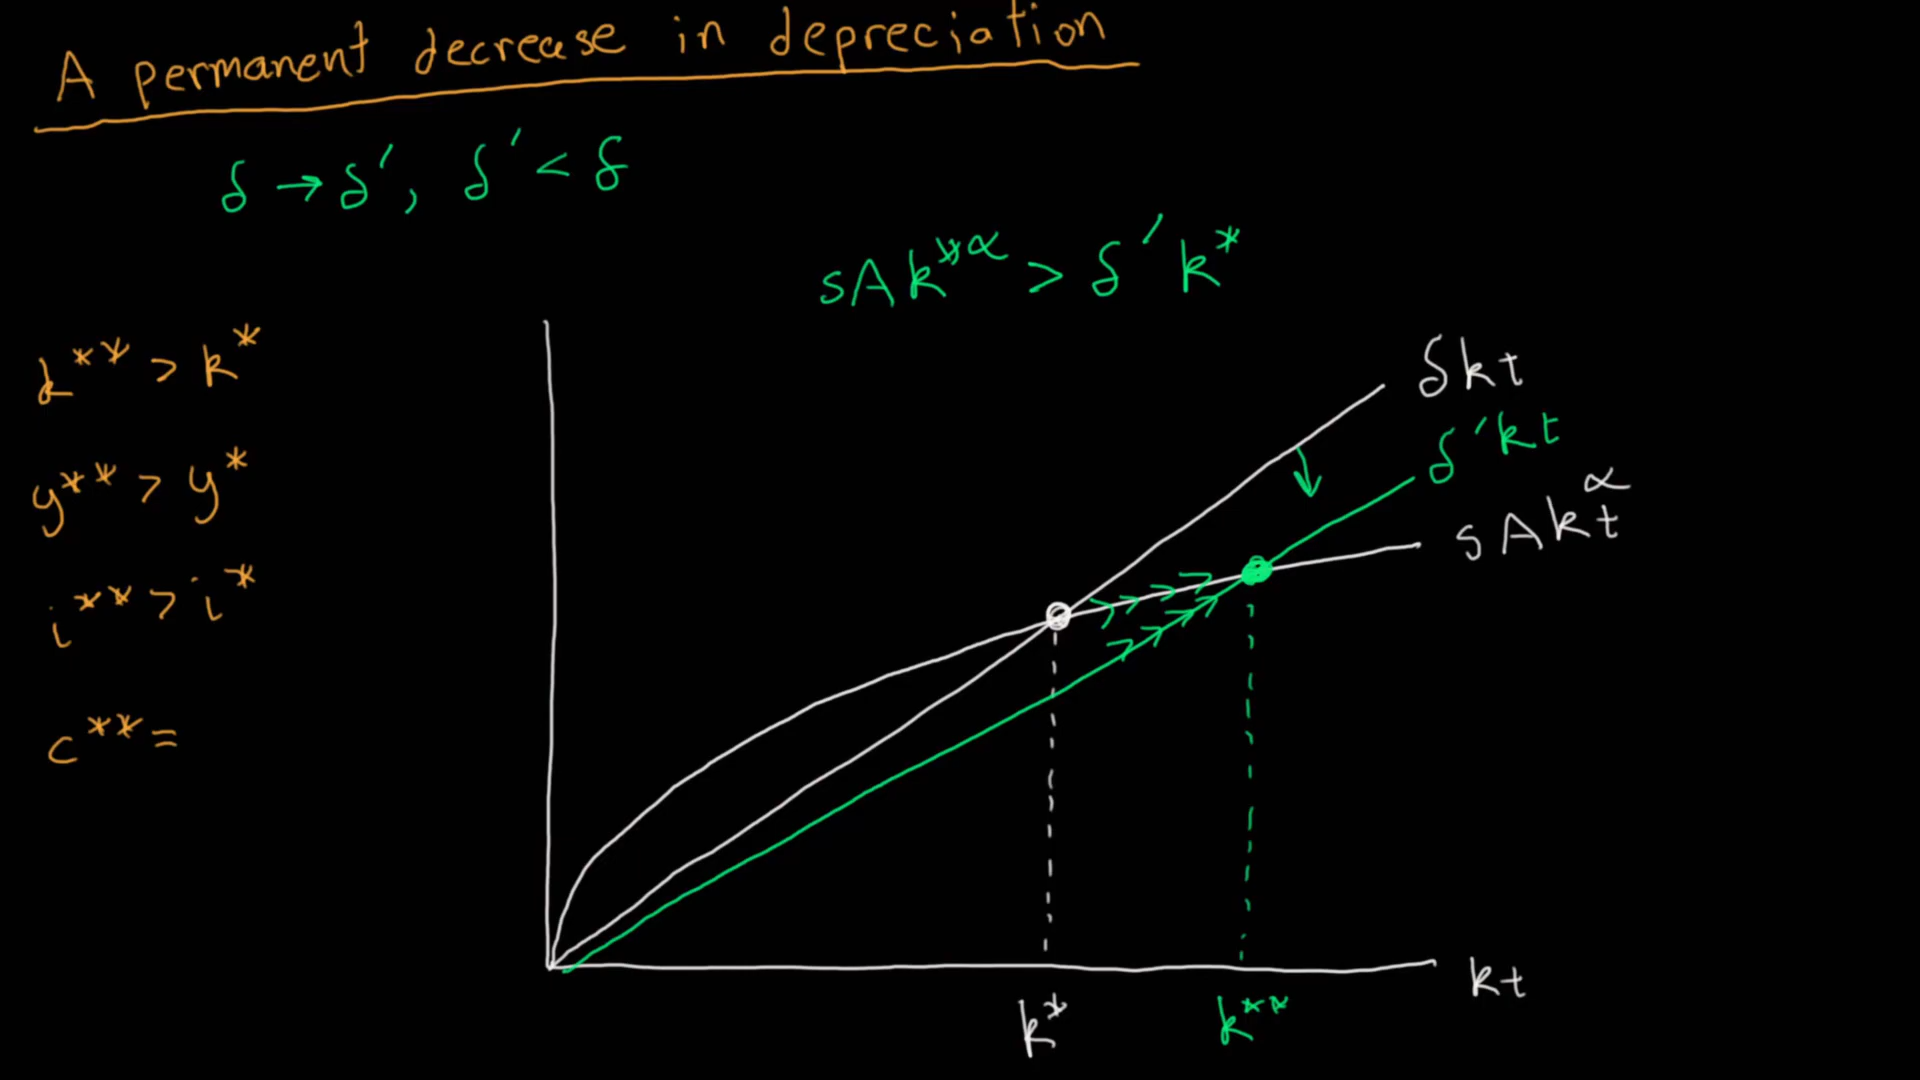 A permanent decrease in depreciation
δ → δ′, δ′ < δ
sAk*α > δ′k*
k** > k*
y** > y*
i** > i*
c** =
δkt
δ′kt
sAktα
kt
k*
k**